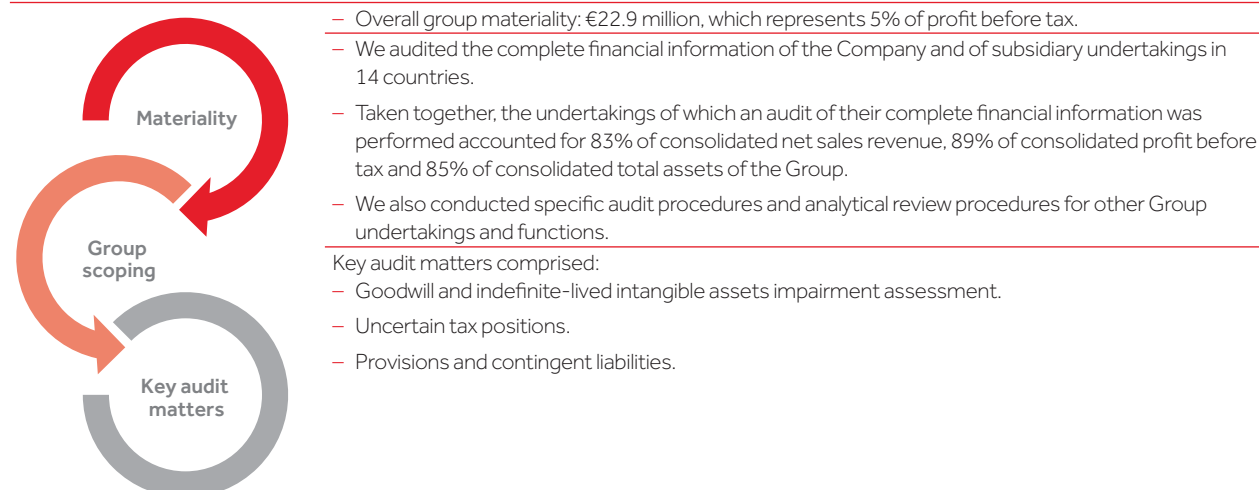 Materiality
– Overall group materiality: €22.9 million, which represents 5% of profit before tax.
– We audited the complete financial information of the Company and of subsidiary undertakings in
14 countries.
– Taken together, the undertakings of which an audit of their complete financial information was
performed accounted for 83% of consolidated net sales revenue, 89% of consolidated profit before
tax and 85% of consolidated total assets of the Group.
– We also conducted specific audit procedures and analytical review procedures for other Group
undertakings and functions.
Group
scoping
Key audit matters comprised:
– Goodwill and indefinite-lived intangible assets impairment assessment.
– Uncertain tax positions.
– Provisions and contingent liabilities.
Key audit
matters